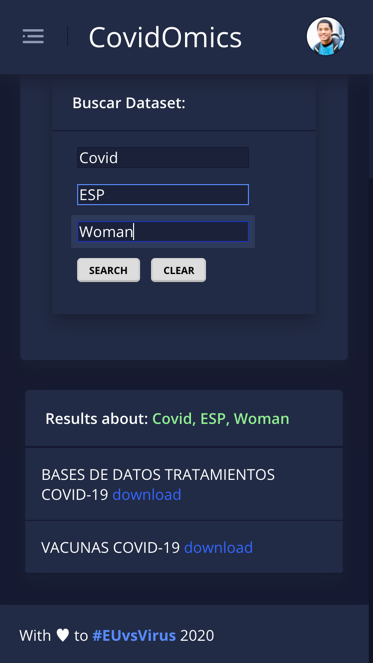 CovidOmics
Buscar Dataset:
Covid
ESP
Woman
SEARCH CLEAR
Results about: Covid, ESP, Woman
BASES DE DATOS TRATAMIENTOS
COVID-19 download
VACUNAS COVID-19 download
With ♥ to #EUvsVirus 2020